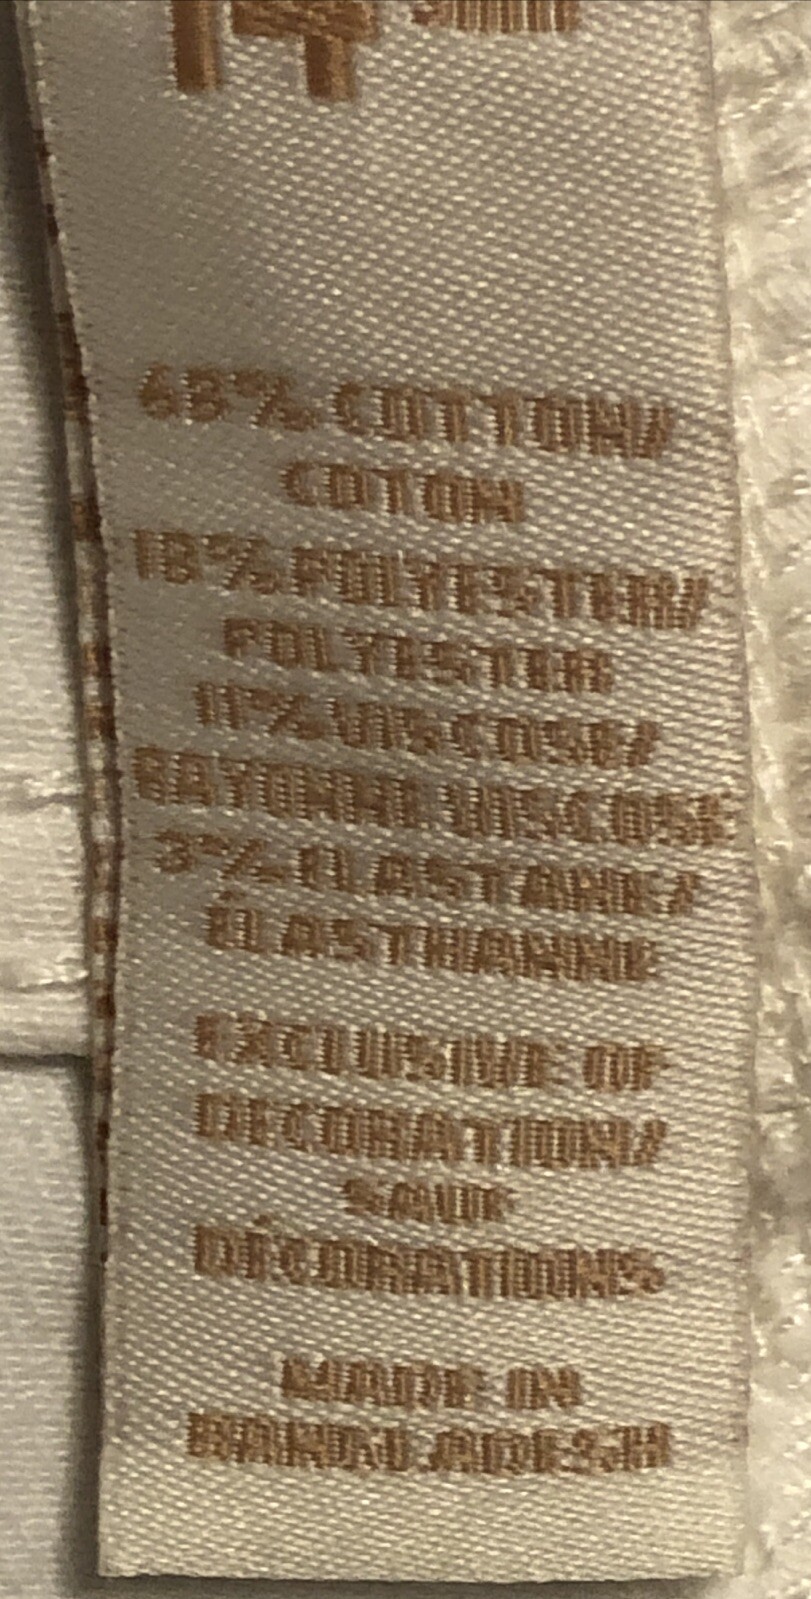 14
68% COTTON/
COTON
18% POLYESTER/
POLYESTER
11% VISCOSE/
RAYONNE VISCOSE
3% ELASTANE/
ÉLASTHANNE
EXCLUSIVE OF
DECORATION/
SAUF
DÉCORATIONS
MADE IN
BANGLADESH